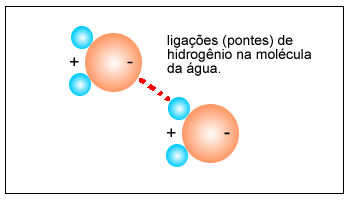 ligações (pontes) de
hidrogênio na molécula
da água.
+ -
+ -